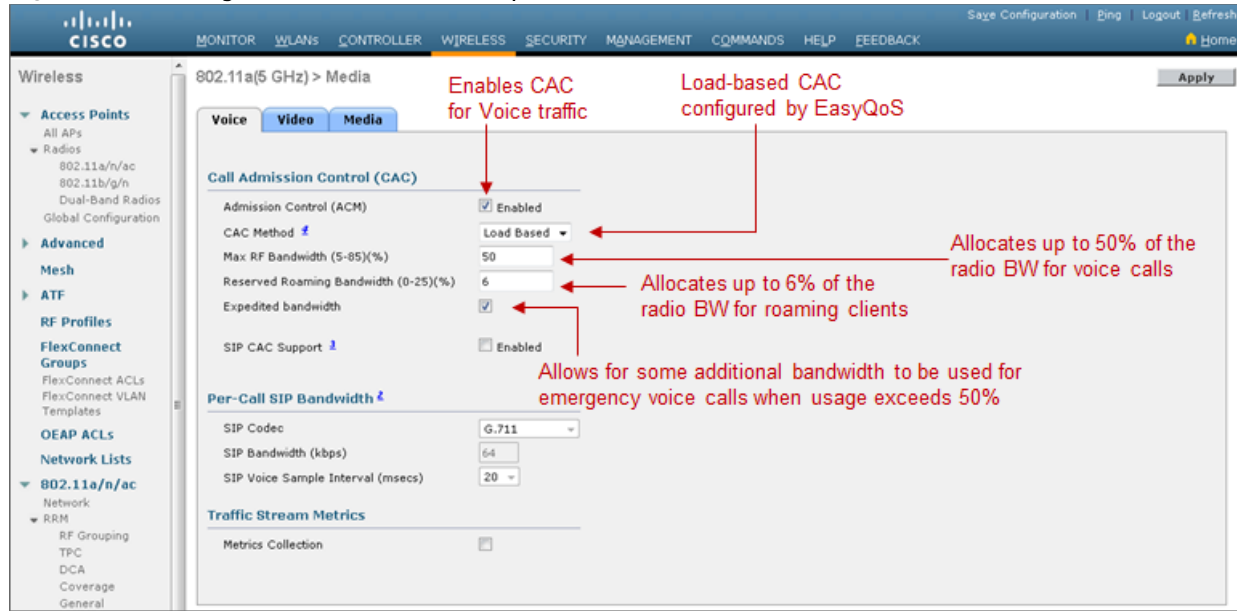 Save Configuration | Ping | Logout | Refresh
CISCO
MONITOR WLANs CONTROLLER WIRELESS SECURITY MANAGEMENT COMMANDS HELP FEEDBACK
Home
Wireless
Access Points
All APs
Radios
802.11a/n/ac
802.11b/g/n
Dual-Band Radios
Global Configuration
Advanced
Mesh
ATF
RF Profiles
FlexConnect
Groups
FlexConnect ACLs
FlexConnect VLAN
Templates
OEAP ACLs
Network Lists
802.11a/n/ac
Network
RRM
RF Grouping
TPC
DCA
Coverage
General
802.11a(5 GHz) > Media
Apply
Enables CAC
for Voice traffic
Load-based CAC
configured by EasyQoS
Voice Video Media
Call Admission Control (CAC)
Admission Control (ACM) Enabled
CAC Method 4 Load Based
Max RF Bandwidth (5-85)(%) 50
Allocates up to 50% of the
radio BW for voice calls
Reserved Roaming Bandwidth (0-25)(%) 6
Allocates up to 6% of the
radio BW for roaming clients
Expedited bandwidth
SIP CAC Support 3 Enabled
Allows for some additional bandwidth to be used for
emergency voice calls when usage exceeds 50%
Per-Call SIP Bandwidth 2
SIP Codec G.711
SIP Bandwidth (kbps) 64
SIP Voice Sample Interval (msecs) 20
Traffic Stream Metrics
Metrics Collection